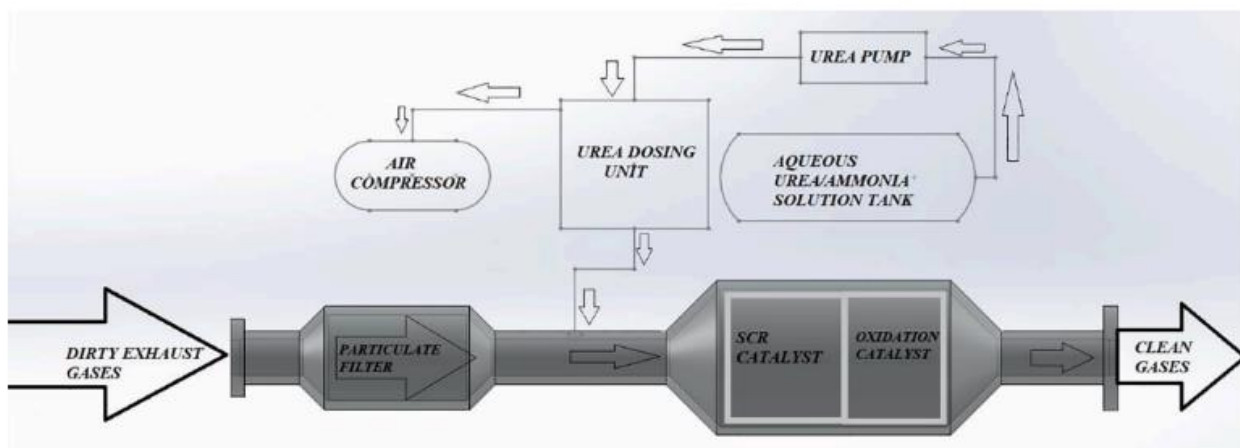 UREA PUMP
AIR
COMPRESSOR
UREA DOSING
UNIT
AQUEOUS
UREA/AMMONIA
SOLUTION TANK
DIRTY EXHAUST
GASES
PARTICULATE
FILTER
SCR
CATALYST
OXIDATION
CATALYST
CLEAN
GASES